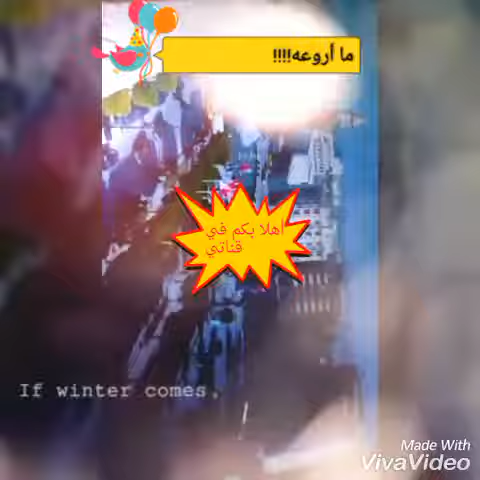 ما أروعه!!!!
أهلا بكم في
قناتي
If winter comes,
Made With
VivaVideo